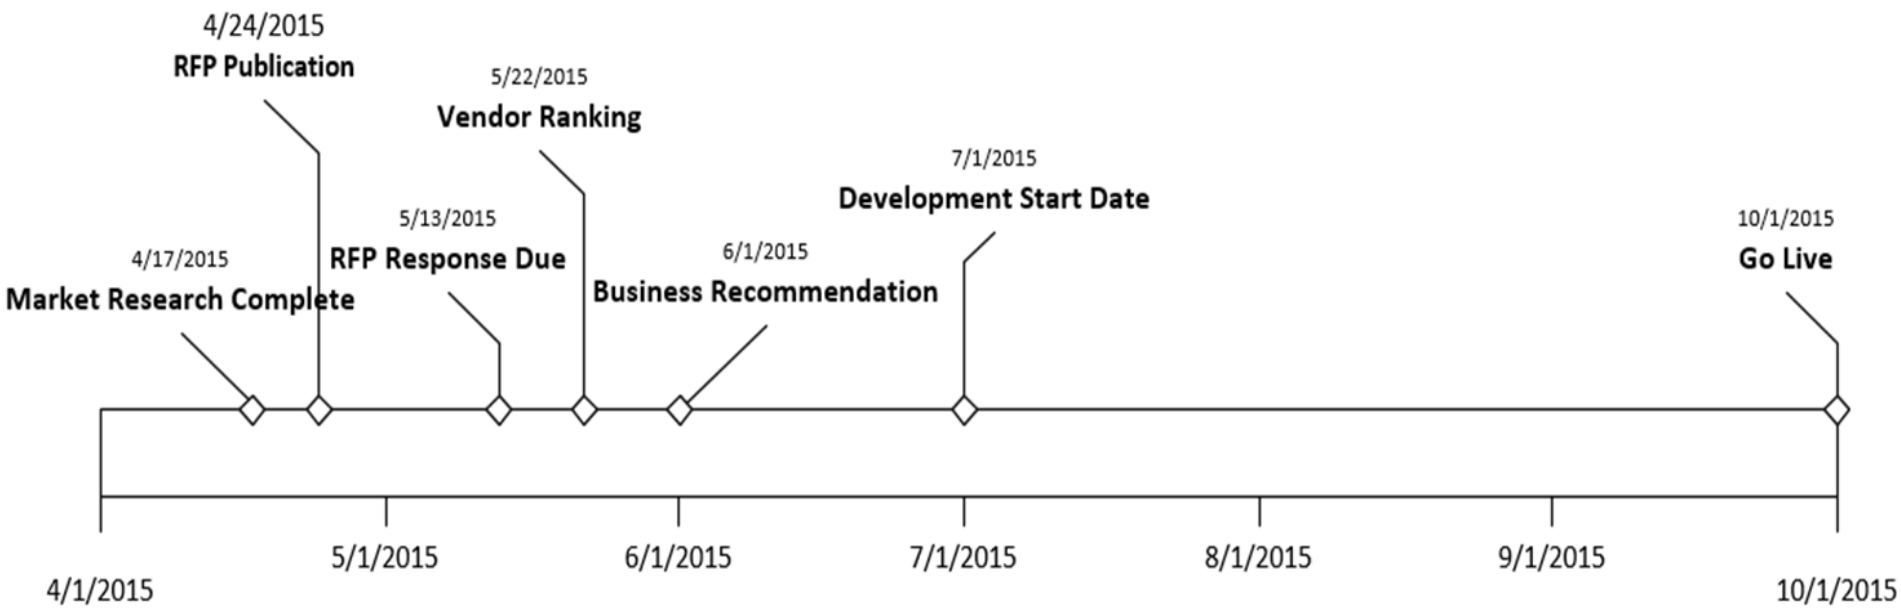 4/24/2015
RFP Publication
5/22/2015
Vendor Ranking
7/1/2015
Development Start Date
5/13/2015
RFP Response Due
10/1/2015
Go Live
6/1/2015
Business Recommendation
4/17/2015
Market Research Complete
5/1/2015
6/1/2015
7/1/2015
8/1/2015
9/1/2015
4/1/2015
10/1/2015